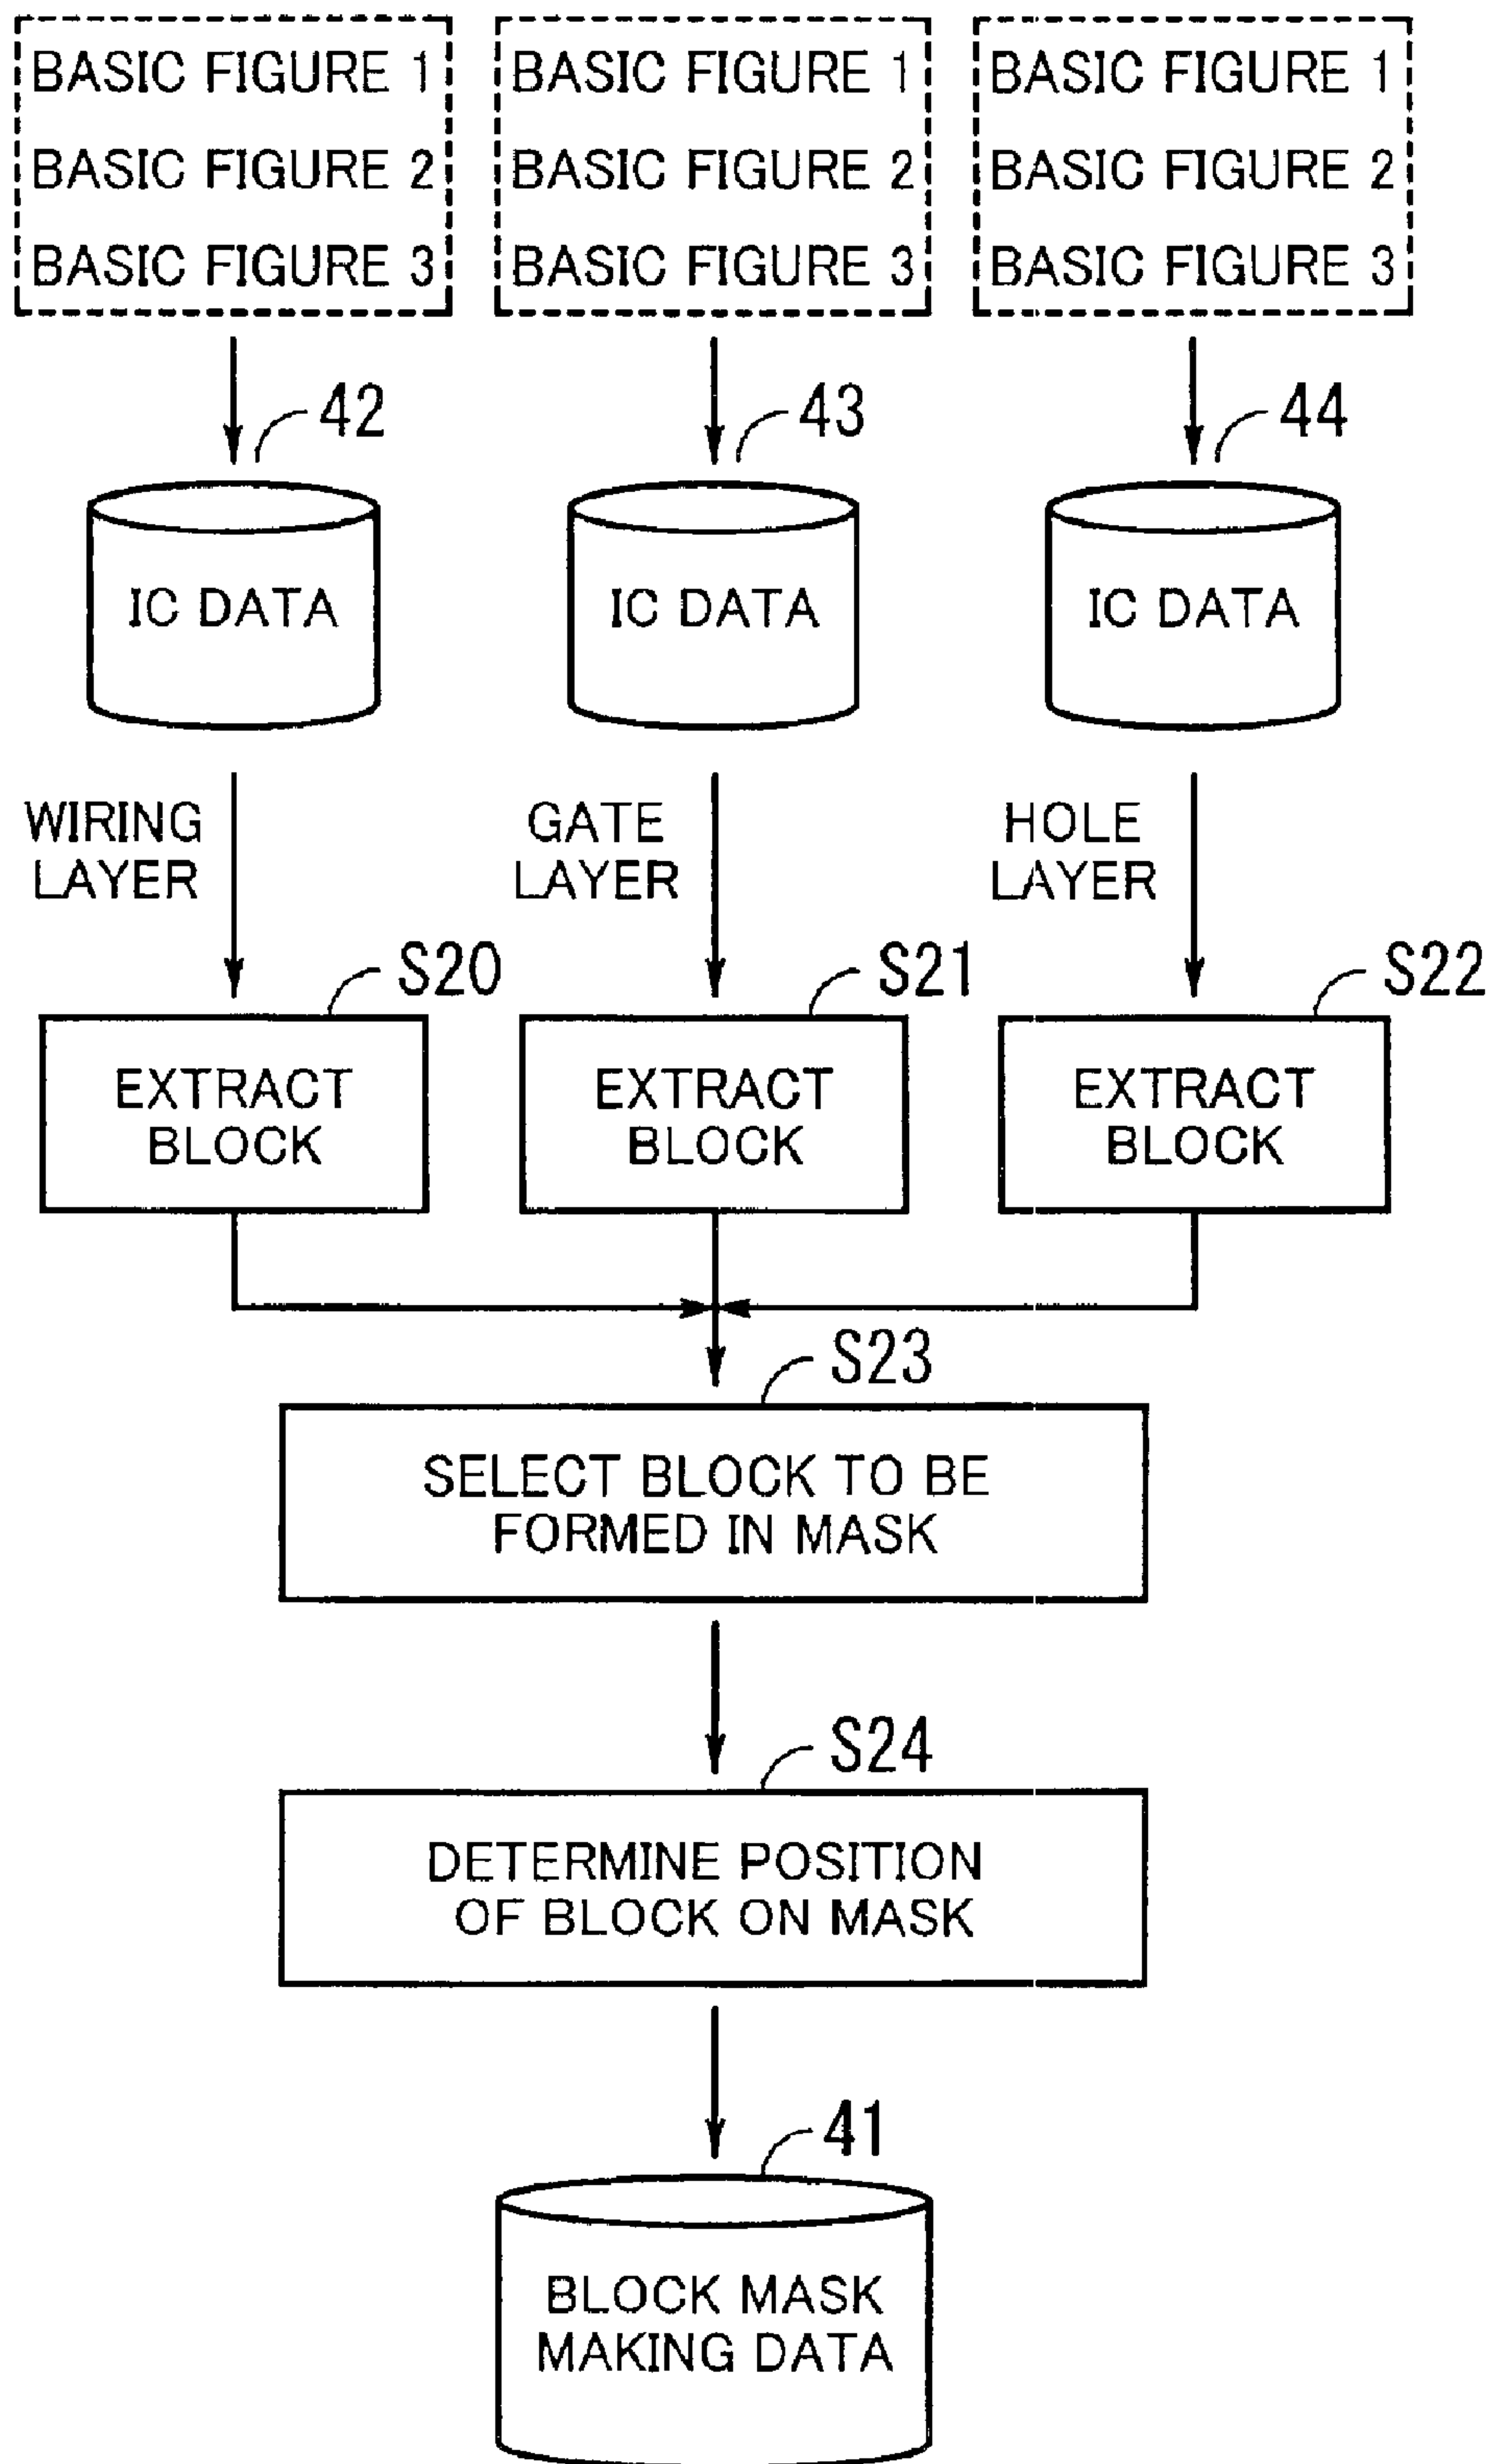 BASIC FIGURE 1
BASIC FIGURE 2
BASIC FIGURE 3
BASIC FIGURE 1
BASIC FIGURE 2
BASIC FIGURE 3
BASIC FIGURE 1
BASIC FIGURE 2
BASIC FIGURE 3
42
43
44
IC DATA
IC DATA
IC DATA
WIRING
LAYER
GATE
LAYER
HOLE
LAYER
S20
S21
S22
EXTRACT
BLOCK
EXTRACT
BLOCK
EXTRACT
BLOCK
S23
SELECT BLOCK TO BE
FORMED IN MASK
S24
DETERMINE POSITION
OF BLOCK ON MASK
41
BLOCK MASK
MAKING DATA